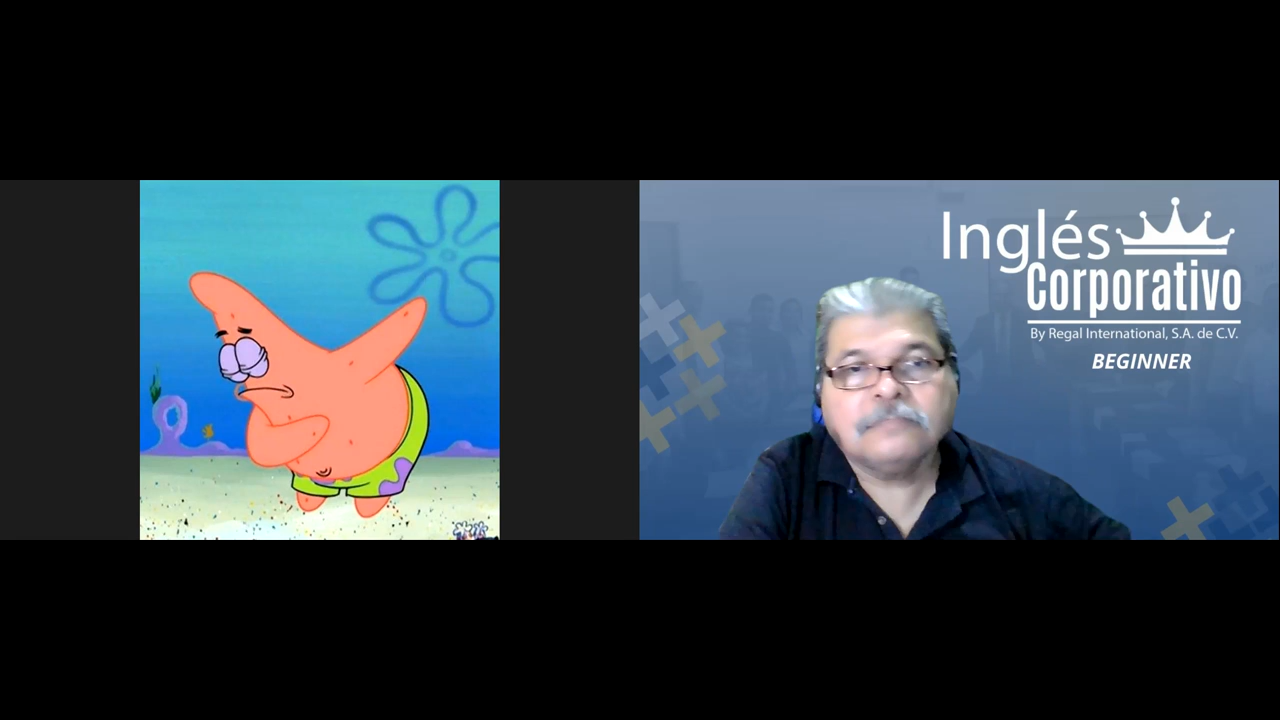 Inglés
Corporativo
By Regal International, S.A. de C.V.
BEGINNER